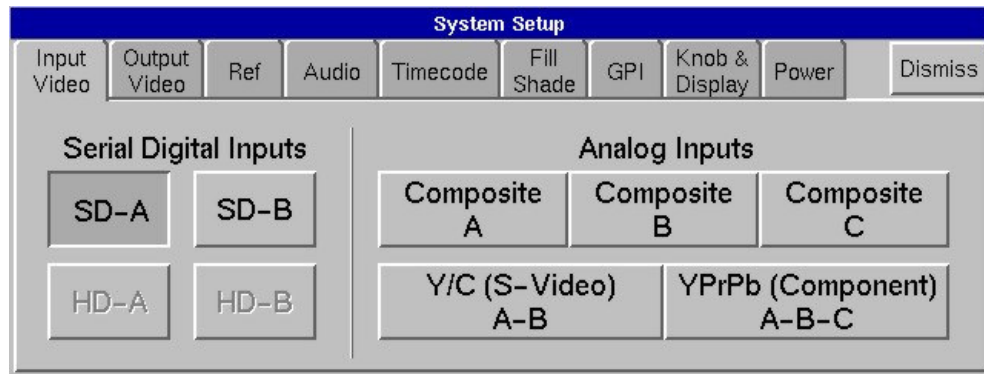 System Setup
Input
Video
Output
Video
Ref
Audio
Timecode
Fill
Shade
GPI
Knob &
Display
Power
Dismiss
Serial Digital Inputs
Analog Inputs
SD-A
SD-B
Composite
A
Composite
B
Composite
C
HD-A
HD-B
Y/C (S-Video)
A-B
YPrPb (Component)
A-B-C